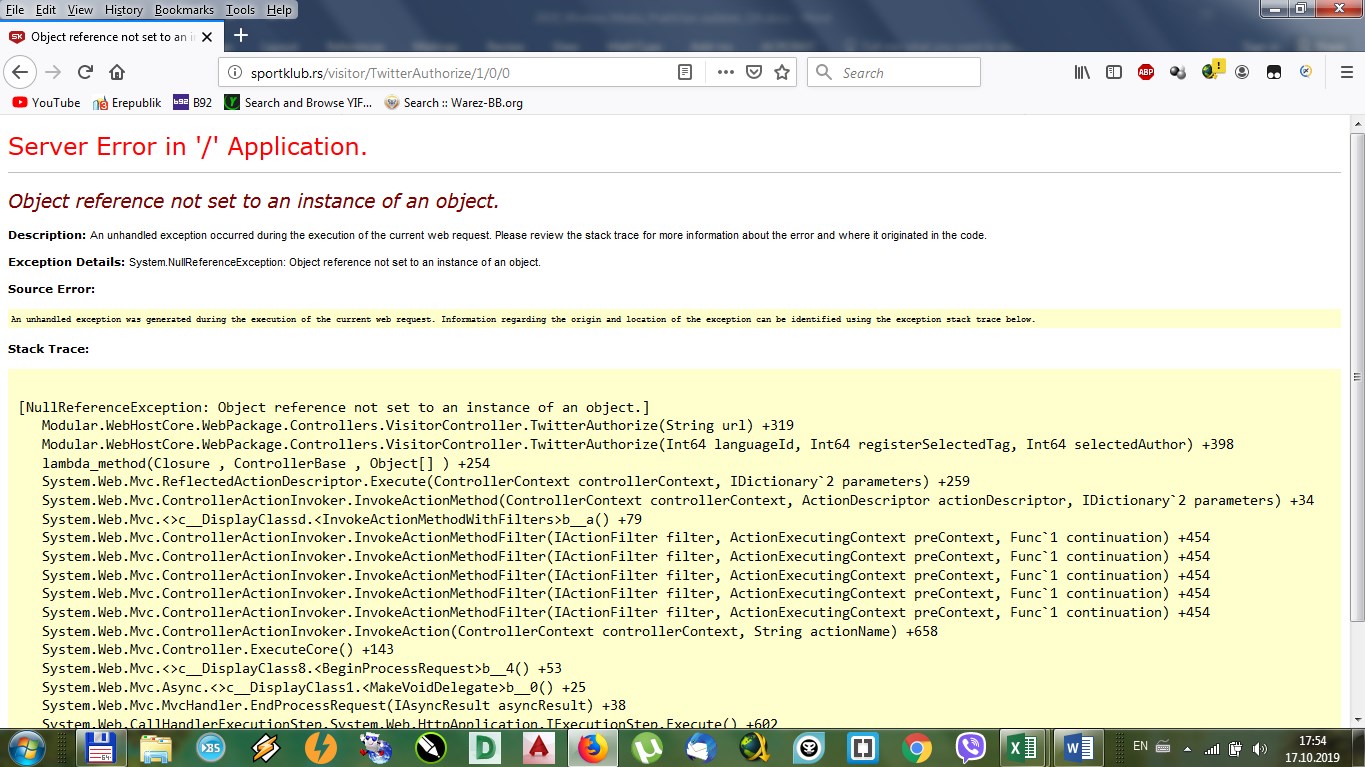 File Edit View History Bookmarks Tools Help
Object reference not set to an i
sportklub.rs/visitor/TwitterAuthorize/1/0/0
Search
YouTube Erepublik B92 Search and Browse YIF... Search :: Warez-BB.org
Server Error in '/' Application.
Object reference not set to an instance of an object.
Description: An unhandled exception occurred during the execution of the current web request. Please review the stack trace for more information about the error and where it originated in the code.
Exception Details: System.NullReferenceException: Object reference not set to an instance of an object.
Source Error:
An unhandled exception was generated during the execution of the current web request. Information regarding the origin and location of the exception can be identified using the exception stack trace below.
Stack Trace:
[NullReferenceException: Object reference not set to an instance of an object.]
Modular.WebHostCore.WebPackage.Controllers.VisitorController.TwitterAuthorize(String url) +319
Modular.WebHostCore.WebPackage.Controllers.VisitorController.TwitterAuthorize(Int64 languageId, Int64 registerSelectedTag, Int64 selectedAuthor) +398
lambda_method(Closure , ControllerBase , Object[] ) +254
System.Web.Mvc.ReflectedActionDescriptor.Execute(ControllerContext controllerContext, IDictionary`2 parameters) +259
System.Web.Mvc.ControllerActionInvoker.InvokeActionMethod(ControllerContext controllerContext, ActionDescriptor actionDescriptor, IDictionary`2 parameters) +34
System.Web.Mvc.<>c__DisplayClassd.<InvokeActionMethodWithFilters>b__a() +79
System.Web.Mvc.ControllerActionInvoker.InvokeActionMethodFilter(IActionFilter filter, ActionExecutingContext preContext, Func`1 continuation) +454
System.Web.Mvc.ControllerActionInvoker.InvokeActionMethodFilter(IActionFilter filter, ActionExecutingContext preContext, Func`1 continuation) +454
System.Web.Mvc.ControllerActionInvoker.InvokeActionMethodFilter(IActionFilter filter, ActionExecutingContext preContext, Func`1 continuation) +454
System.Web.Mvc.ControllerActionInvoker.InvokeActionMethodFilter(IActionFilter filter, ActionExecutingContext preContext, Func`1 continuation) +454
System.Web.Mvc.ControllerActionInvoker.InvokeActionMethodFilter(IActionFilter filter, ActionExecutingContext preContext, Func`1 continuation) +454
System.Web.Mvc.ControllerActionInvoker.InvokeAction(ControllerContext controllerContext, String actionName) +658
System.Web.Mvc.Controller.ExecuteCore() +143
System.Web.Mvc.<>c__DisplayClass8.<BeginProcessRequest>b__4() +53
System.Web.Mvc.Async.<>c__DisplayClass1.<MakeVoidDelegate>b__0() +25
System.Web.Mvc.MvcHandler.EndProcessRequest(IAsyncResult asyncResult) +38
System.Web.CallHandlerExecutionStep.System.Web.HttpApplication.IExecutionStep.Execute() +602
EN
17:54
17.10.2019